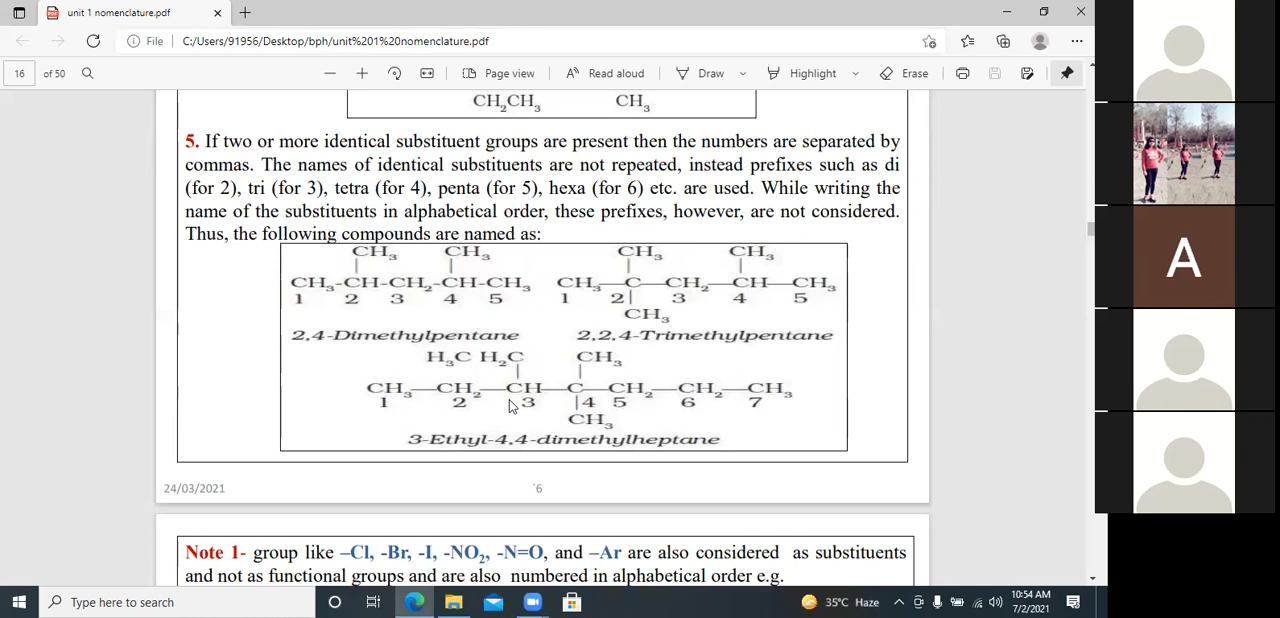 unit 1 nomenclature.pdf
File C:/Users/91956/Desktop/bph/unit%201%20nomenclature.pdf
16 of 50 Page view Read aloud Draw Highlight Erase
CH₂CH₃ CH₃
5. If two or more identical substituent groups are present then the numbers are separated by
commas. The names of identical substituents are not repeated, instead prefixes such as di
(for 2), tri (for 3), tetra (for 4), penta (for 5), hexa (for 6) etc. are used. While writing the
name of the substituents in alphabetical order, these prefixes, however, are not considered.
Thus, the following compounds are named as:
CH₃ CH₃ CH₃ CH₃
CH₃-CH-CH₂-CH-CH₃ CH₃—C—CH₂—CH—CH₃
1 2 3 4 5 1 2 3 4 5
CH₃
2,4-Dimethylpentane 2,2,4-Trimethylpentane
H₃C H₂C CH₃
CH₃—CH₂—CH—C—CH₂—CH₂—CH₃
1 2 3 4 5 6 7
CH₃
3-Ethyl-4,4-dimethylheptane
24/03/2021 `6
Note 1- group like –Cl, -Br, -I, -NO₂, -N=O, and –Ar are also considered as substituents
and not as functional groups and are also numbered in alphabetical order e.g.
A
Type here to search
35°C Haze
10:54 AM
7/2/2021